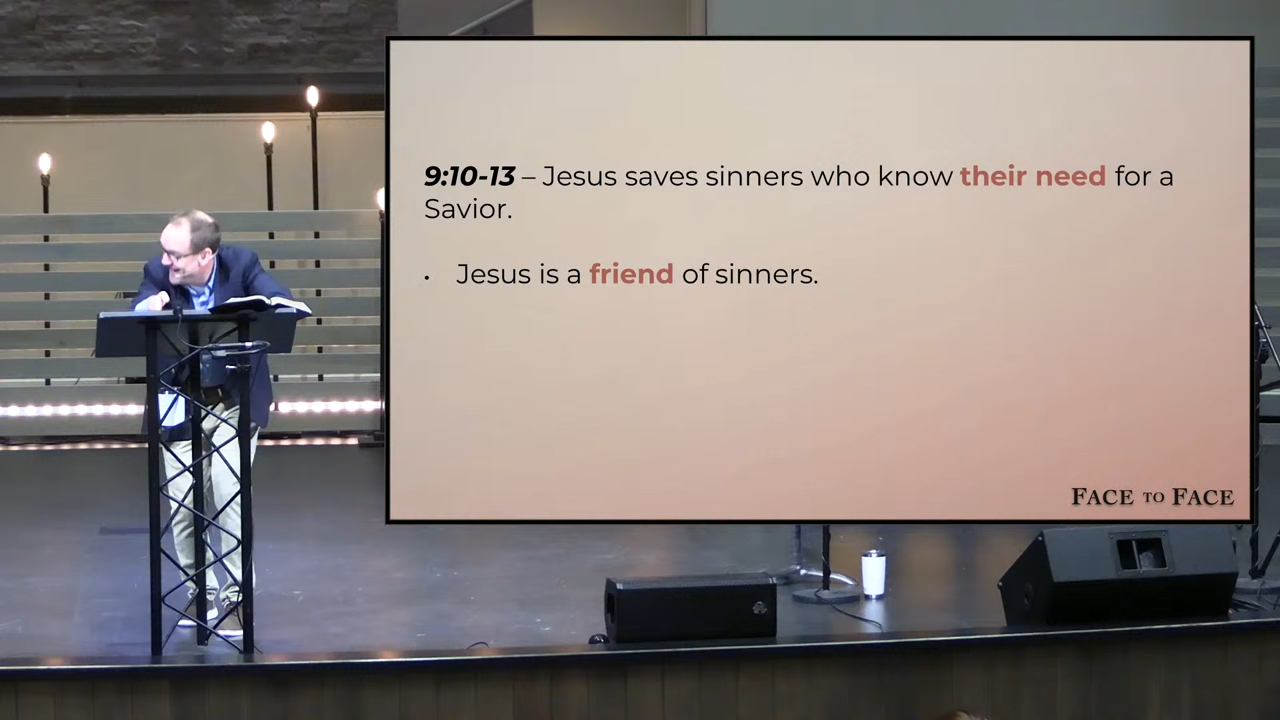 9:10-13 – Jesus saves sinners who know their need for a
Savior.
• Jesus is a friend of sinners.
FACE TO FACE